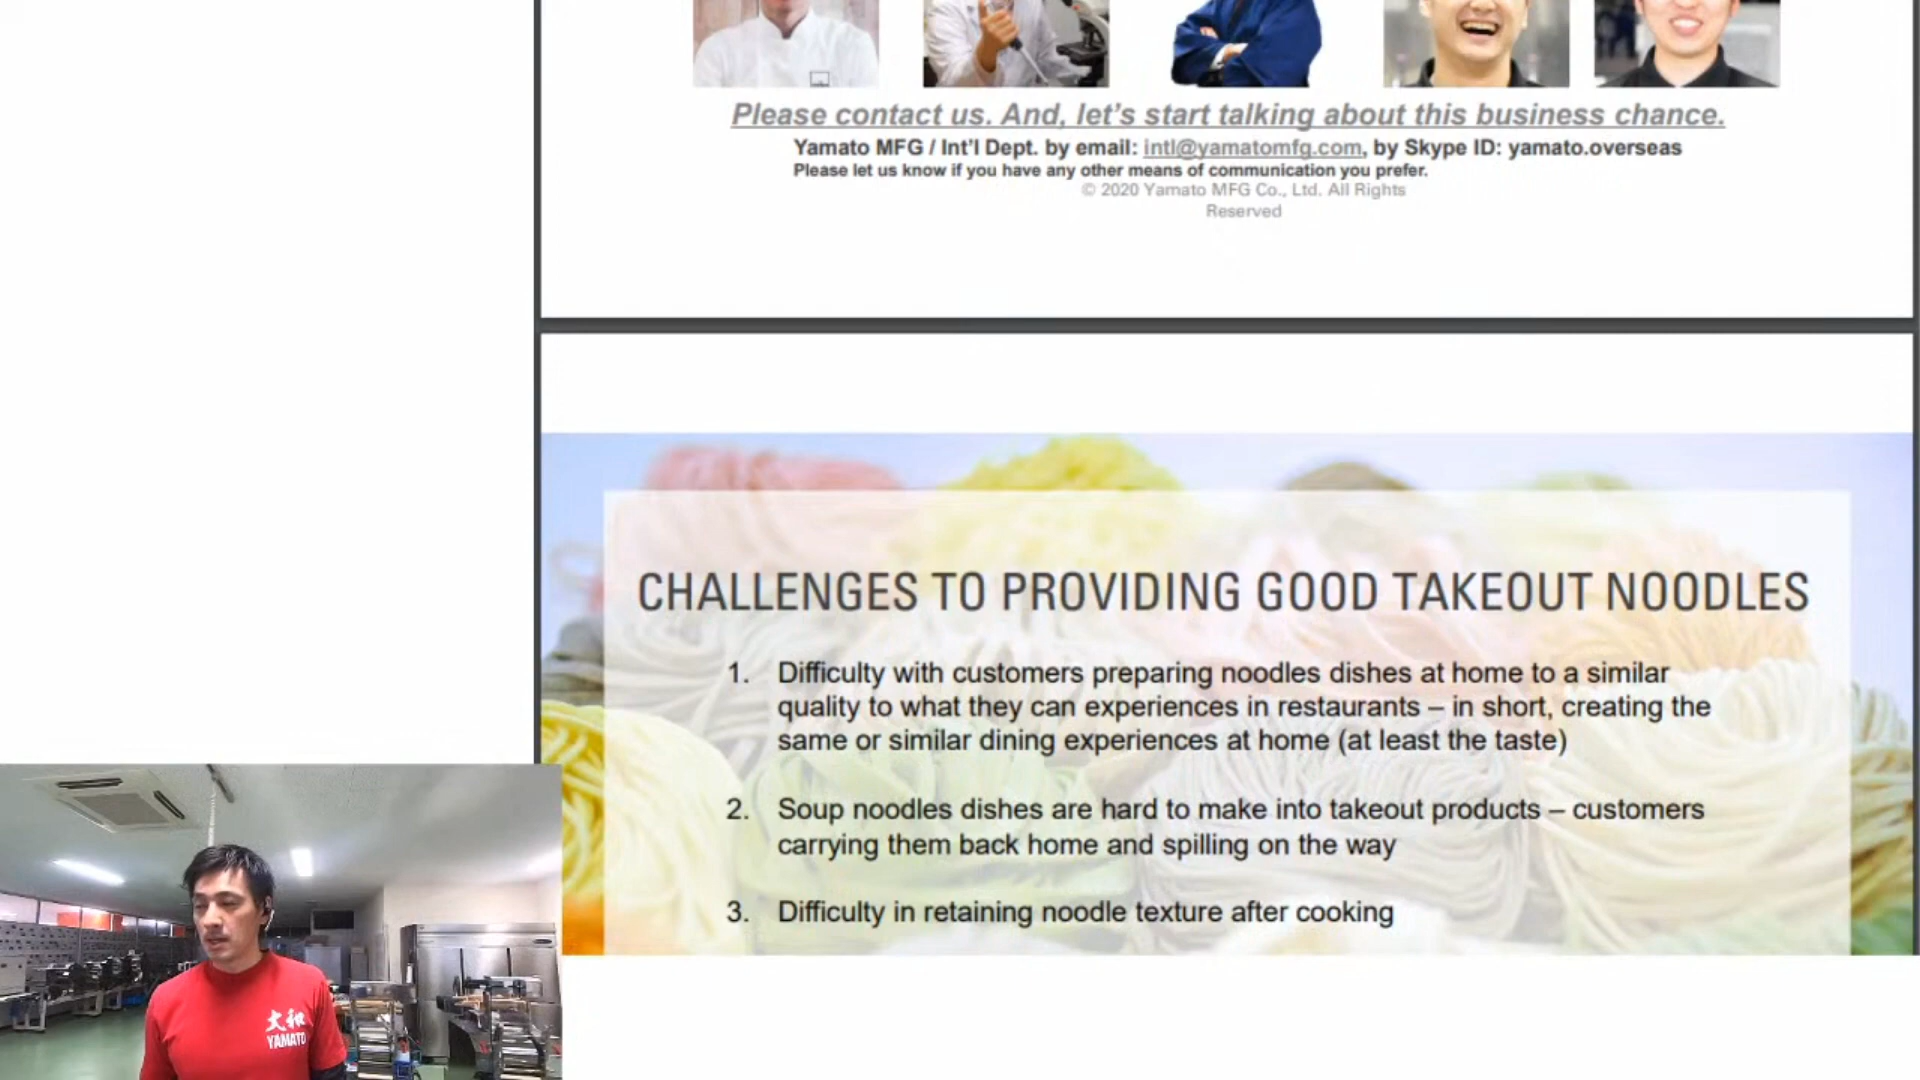 Please contact us. And, let's start talking about this business chance.
Yamato MFG / Int'l Dept. by email: intl@yamatomfg.com, by Skype ID: yamato.overseas
Please let us know if you have any other means of communication you prefer.
© 2020 Yamato MFG Co., Ltd. All Rights
Reserved
CHALLENGES TO PROVIDING GOOD TAKEOUT NOODLES
1. Difficulty with customers preparing noodles dishes at home to a similar
quality to what they can experiences in restaurants – in short, creating the
same or similar dining experiences at home (at least the taste)
2. Soup noodles dishes are hard to make into takeout products – customers
carrying them back home and spilling on the way
3. Difficulty in retaining noodle texture after cooking
大和
YAMATO